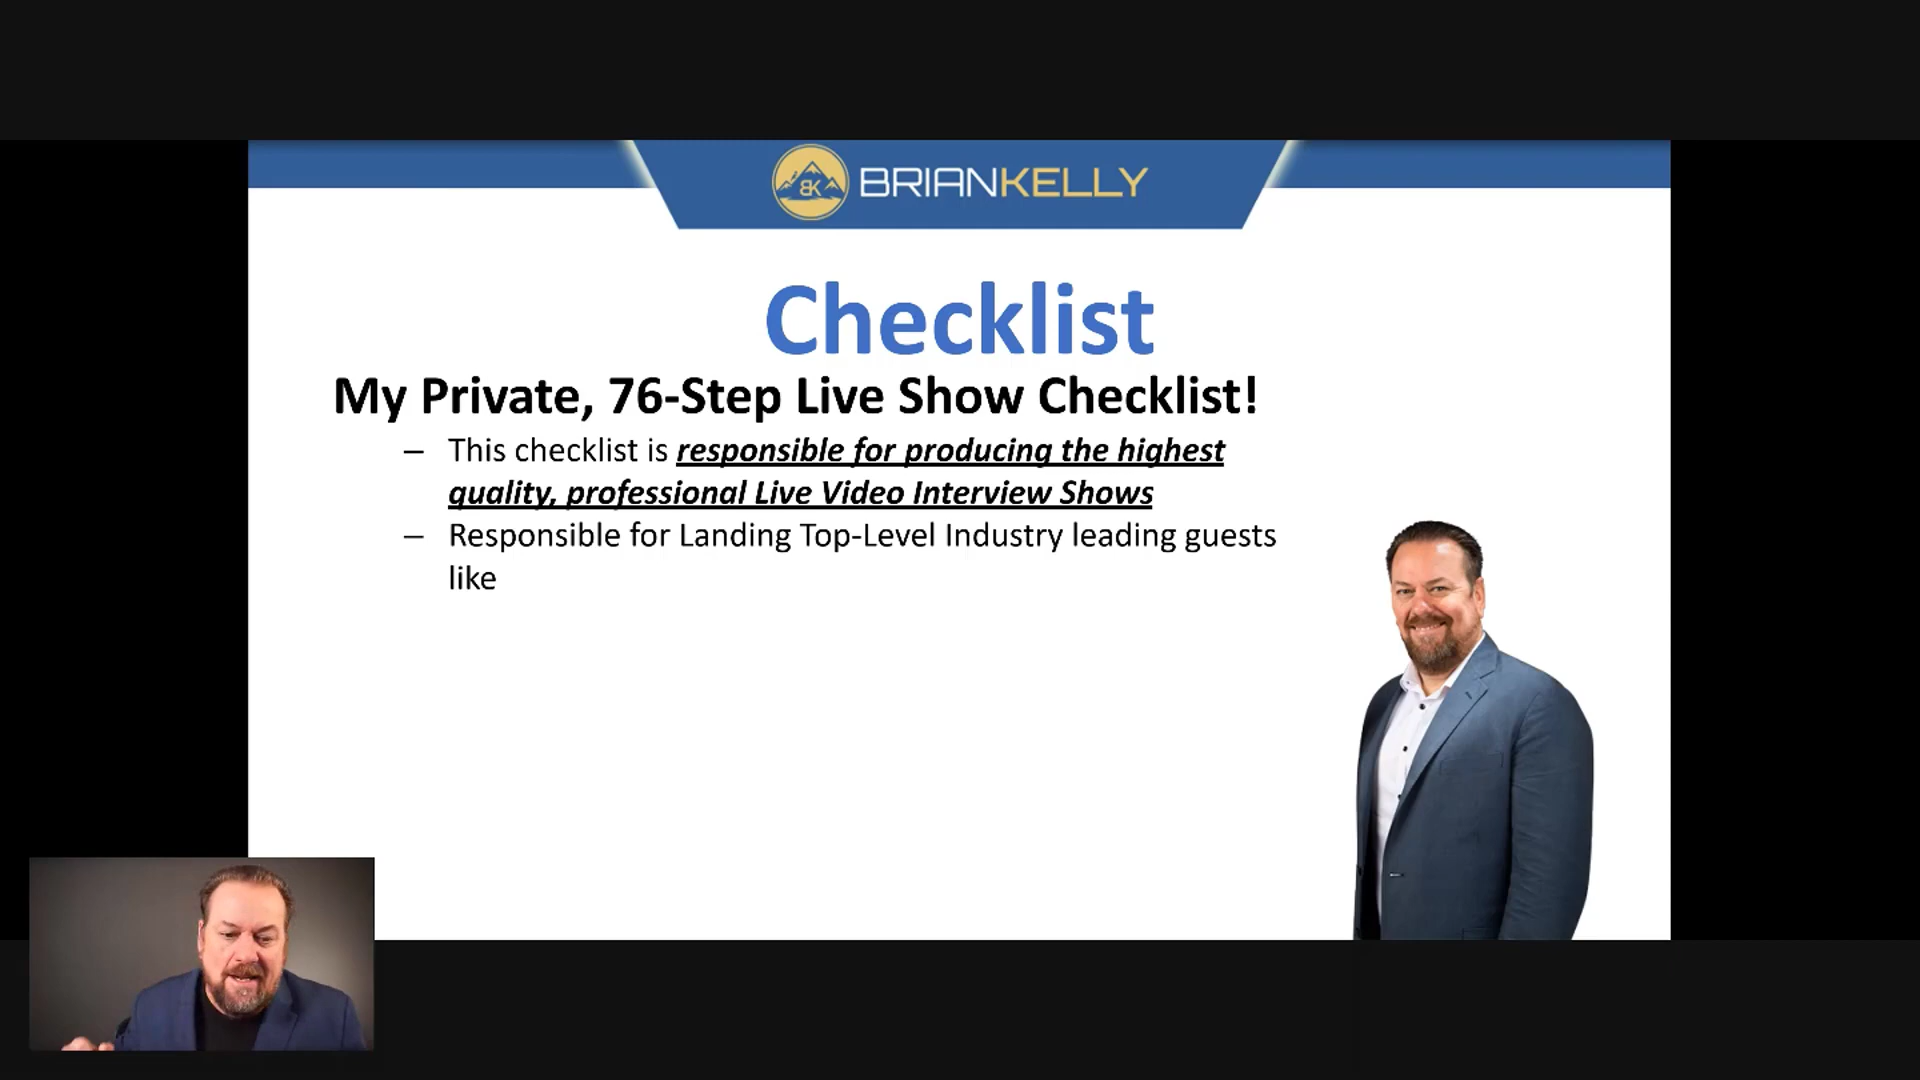 BK BRIANKELLY
Checklist
My Private, 76-Step Live Show Checklist!
– This checklist is responsible for producing the highest
quality, professional Live Video Interview Shows
– Responsible for Landing Top-Level Industry leading guests
like